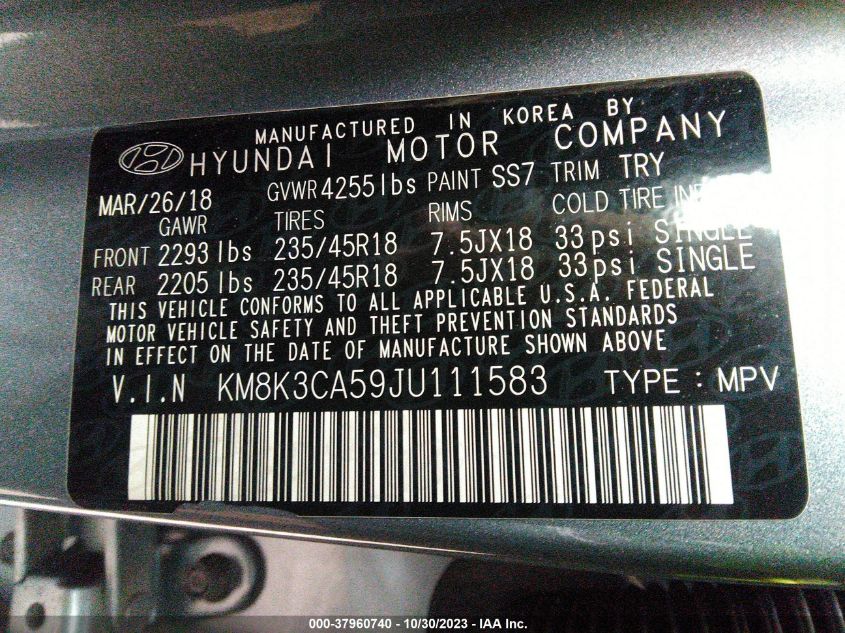 MANUFACTURED IN KOREA BY
HYUNDAI MOTOR COMPANY
MAR/26/18 GVWR 4255lbs PAINT SS7 TRIM TRY
GAWR TIRES RIMS COLD TIRE
FRONT 2293 lbs 235/45R18 7.5JX18 33psi SINGLE
REAR 2205 lbs 235/45R18 7.5JX18 33psi SINGLE
THIS VEHICLE CONFORMS TO ALL APPLICABLE U.S.A. FEDERAL
MOTOR VEHICLE SAFETY AND THEFT PREVENTION STANDARDS
IN EFFECT ON THE DATE OF MANUFACTURE SHOWN ABOVE
V.I.N KM8K3CA59JU111583 TYPE : MPV
000-37960740 - 10/30/2023 - IAA Inc.